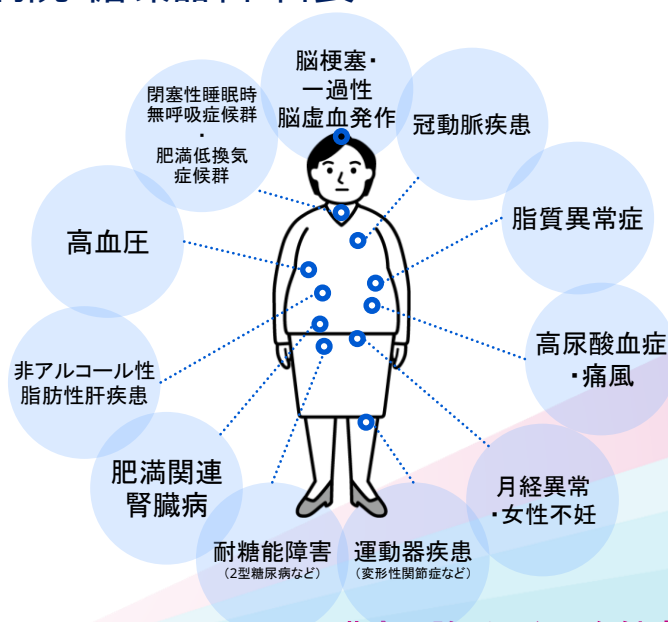 脳梗塞・
一過性
脳虚血発作
冠動脈疾患
脂質異常症
高尿酸血症
・痛風
月経異常
・女性不妊
運動器疾患
（変形性関節症など）
耐糖能障害
（2型糖尿病など）
肥満関連
腎臓病
非アルコール性
脂肪性肝疾患
高血圧
閉塞性睡眠時
無呼吸症候群
・
肥満低換気
症候群